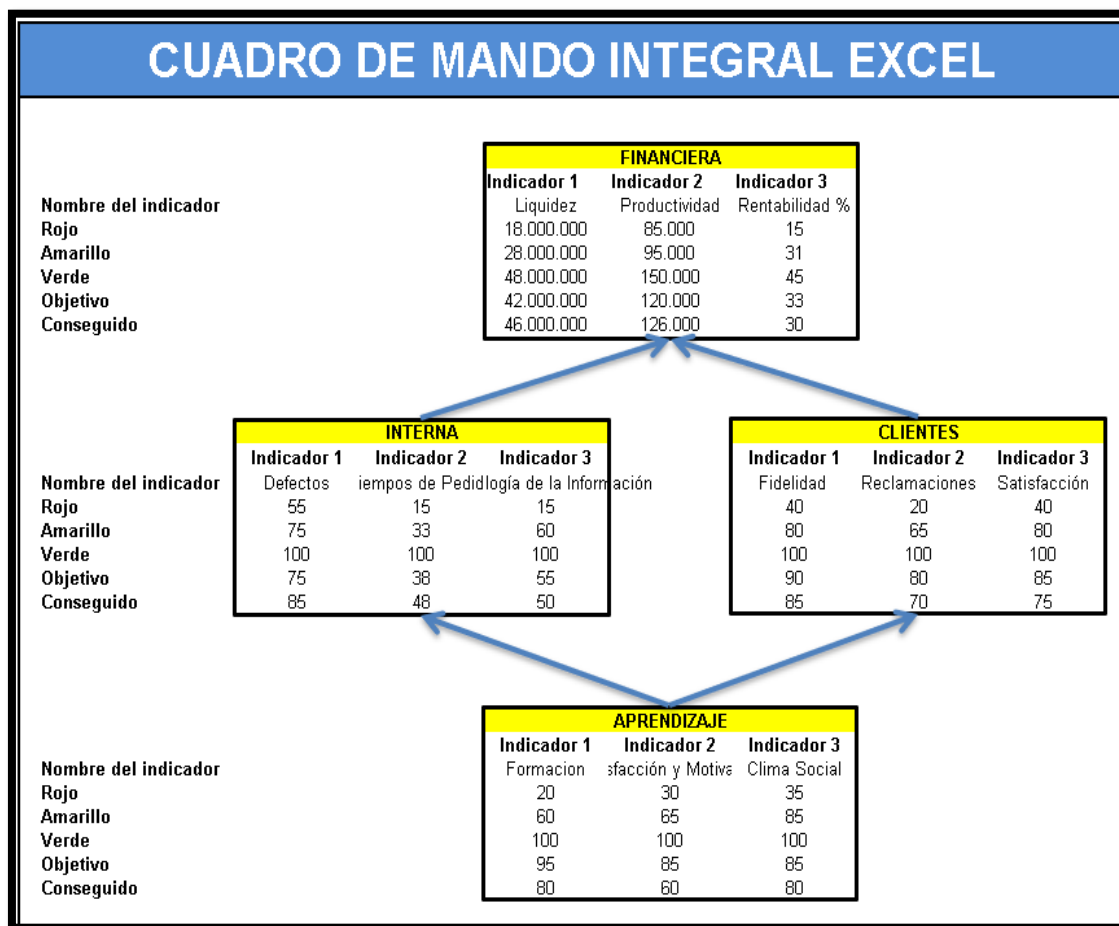 CUADRO DE MANDO INTEGRAL EXCEL
FINANCIERA
Indicador 1 Indicador 2 Indicador 3
Nombre del indicador Liquidez Productividad Rentabilidad %
Rojo 18.000.000 85.000 15
Amarillo 28.000.000 95.000 31
Verde 48.000.000 150.000 45
Objetivo 42.000.000 120.000 33
Conseguido 46.000.000 126.000 30
INTERNA CLIENTES
Indicador 1 Indicador 2 Indicador 3 Indicador 1 Indicador 2 Indicador 3
Nombre del indicador Defectos iempos de Pedid logía de la Información Fidelidad Reclamaciones Satisfacción
Rojo 55 15 15 40 20 40
Amarillo 75 33 60 80 65 80
Verde 100 100 100 100 100 100
Objetivo 75 38 55 90 80 85
Conseguido 85 48 50 85 70 75
APRENDIZAJE
Indicador 1 Indicador 2 Indicador 3
Nombre del indicador Formacion sfacción y Motiva Clima Social
Rojo 20 30 35
Amarillo 60 65 85
Verde 100 100 100
Objetivo 95 85 85
Conseguido 80 60 80